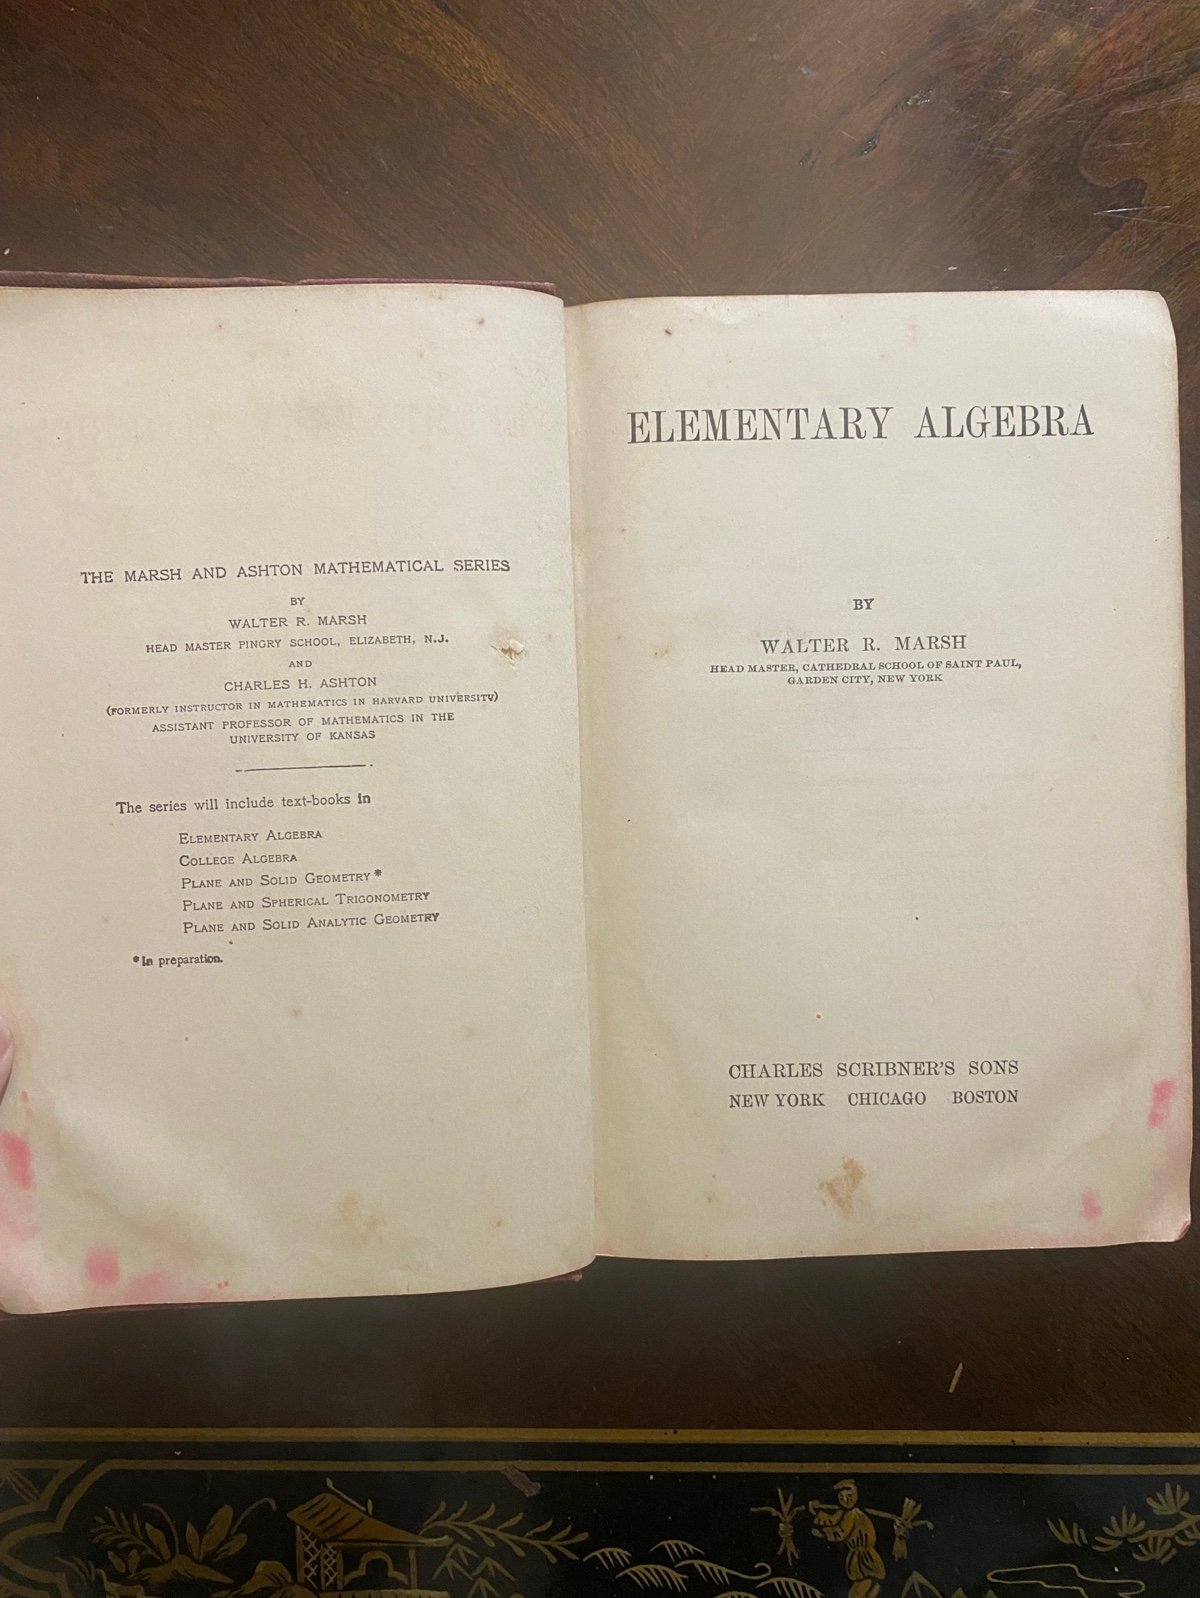 THE MARSH AND ASHTON MATHEMATICAL SERIES
BY
WALTER R. MARSH
HEAD MASTER PINGRY SCHOOL, ELIZABETH, N.J.
AND
CHARLES H. ASHTON
(FORMERLY INSTRUCTOR IN MATHEMATICS IN HARVARD UNIVERSITY)
ASSISTANT PROFESSOR OF MATHEMATICS IN THE
UNIVERSITY OF KANSAS
The series will include text-books in
ELEMENTARY ALGEBRA
COLLEGE ALGEBRA
PLANE AND SOLID GEOMETRY*
PLANE AND SPHERICAL TRIGONOMETRY
PLANE AND SOLID ANALYTIC GEOMETRY
*In preparation.
ELEMENTARY ALGEBRA
BY
WALTER R. MARSH
HEAD MASTER, CATHEDRAL SCHOOL OF SAINT PAUL,
GARDEN CITY, NEW YORK
CHARLES SCRIBNER'S SONS
NEW YORK CHICAGO BOSTON